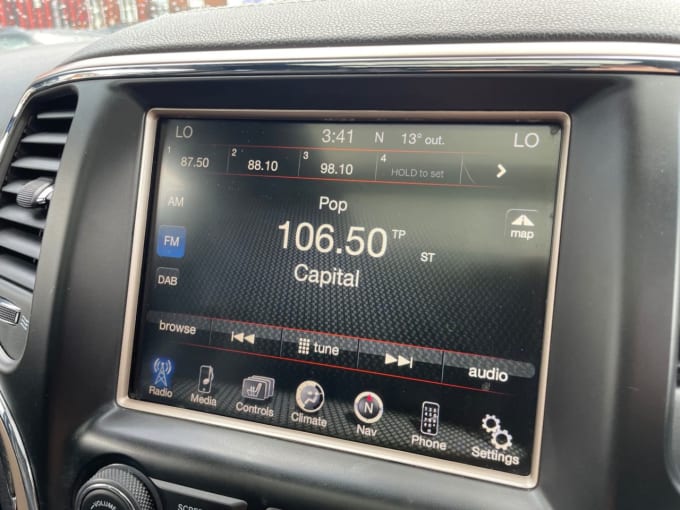 LO 3:41 N 13° out. LO
1 87.50 2 88.10 3 98.10 4 HOLD to set
AM
Pop
map
FM
106.50 TP ST
Capital
DAB
browse tune audio
Radio Media Controls Climate N Nav Phone Settings
VOLUME
SCREEN